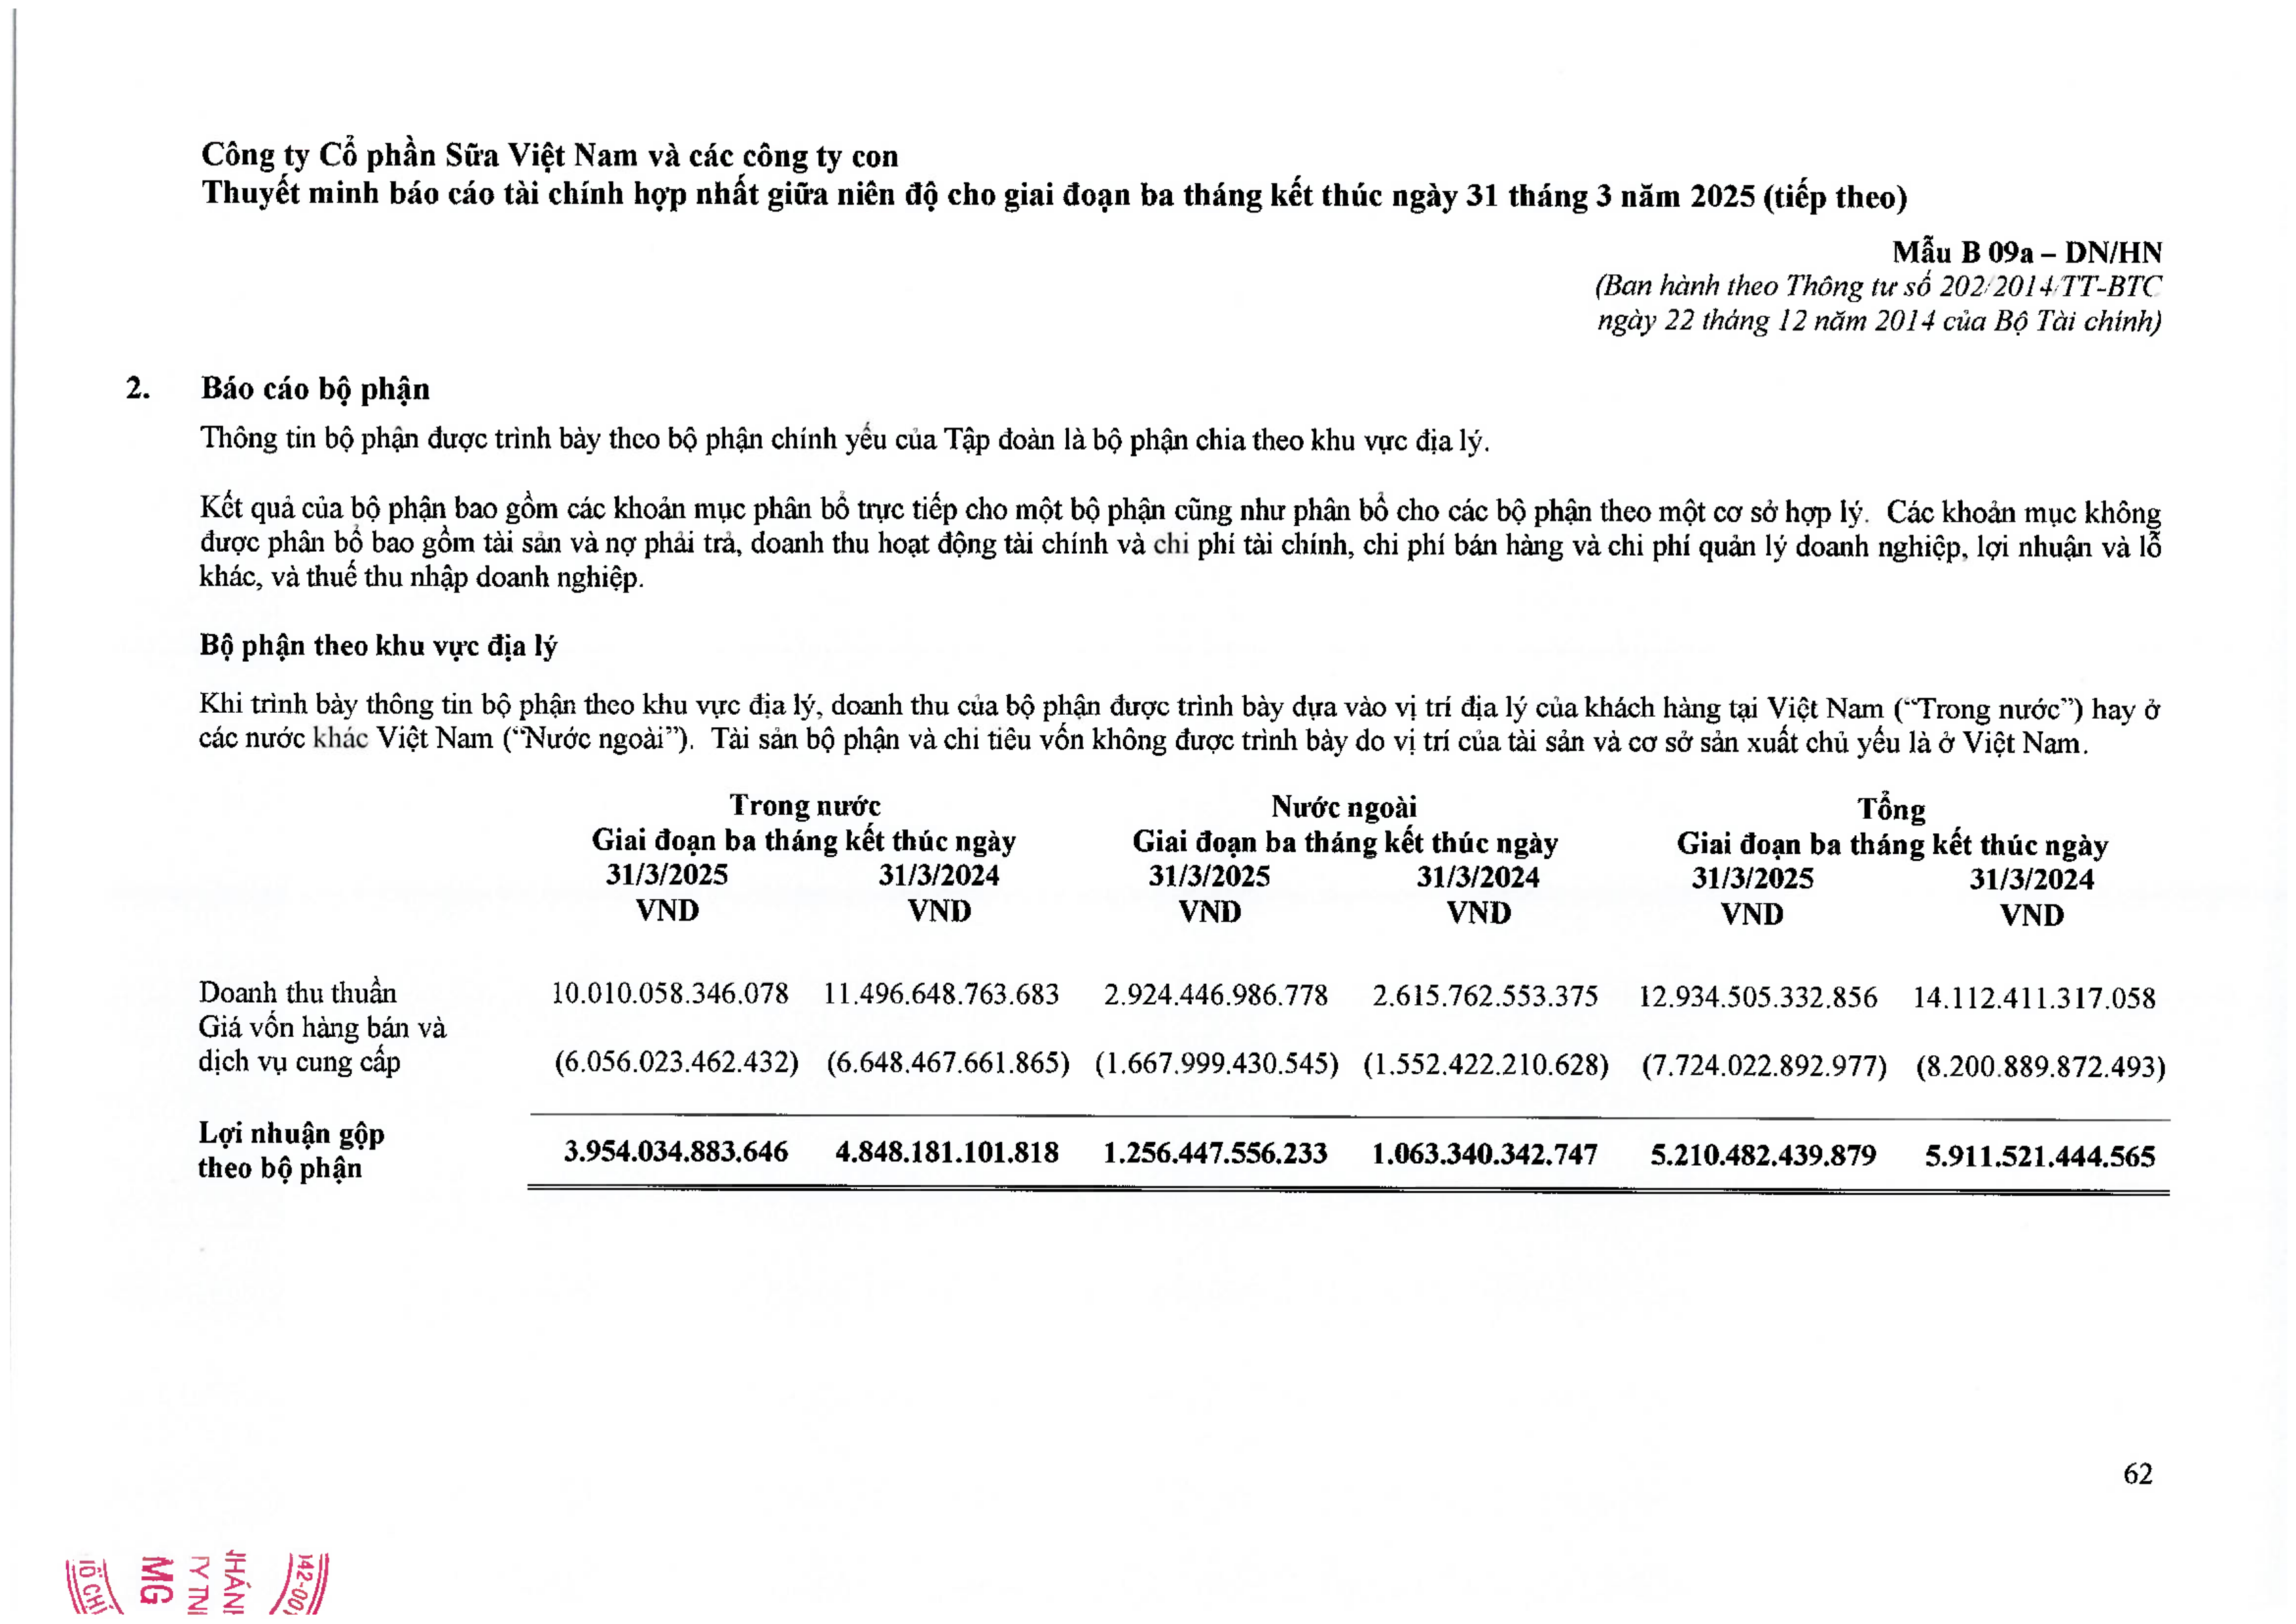 Công ty Cổ phần Sữa Việt Nam và các công ty con
Thuyết minh báo cáo tài chính hợp nhất giữa niên độ cho giai đoạn ba tháng kết thúc ngày 31 tháng 3 năm 2025 (tiếp theo)
Mẫu B 09a – DN/HN
(Ban hành theo Thông tư số 202/2014/TT-BTC
ngày 22 tháng 12 năm 2014 của Bộ Tài chính)
2. Báo cáo bộ phận
Thông tin bộ phận được trình bày theo bộ phận chính yếu của Tập đoàn là bộ phận chia theo khu vực địa lý.
Kết quả của bộ phận bao gồm các khoản mục phân bổ trực tiếp cho một bộ phận cũng như phân bổ cho các bộ phận theo một cơ sở hợp lý. Các khoản mục không
được phân bổ bao gồm tài sản và nợ phải trả, doanh thu hoạt động tài chính và chi phí tài chính, chi phí bán hàng và chi phí quản lý doanh nghiệp, lợi nhuận và lỗ
khác, và thuế thu nhập doanh nghiệp.
Bộ phận theo khu vực địa lý
Khi trình bày thông tin bộ phận theo khu vực địa lý, doanh thu của bộ phận được trình bày dựa vào vị trí địa lý của khách hàng tại Việt Nam (“Trong nước”) hay ở
các nước khác Việt Nam (“Nước ngoài”). Tài sản bộ phận và chi tiêu vốn không được trình bày do vị trí của tài sản và cơ sở sản xuất chủ yếu là ở Việt Nam.
Trong nước Nước ngoài Tổng
Giai đoạn ba tháng kết thúc ngày Giai đoạn ba tháng kết thúc ngày Giai đoạn ba tháng kết thúc ngày
31/3/2025 31/3/2024 31/3/2025 31/3/2024 31/3/2025 31/3/2024
VND VND VND VND VND VND
Doanh thu thuần 10.010.058.346.078 11.496.648.763.683 2.924.446.986.778 2.615.762.553.375 12.934.505.332.856 14.112.411.317.058
Giá vốn hàng bán và
dịch vụ cung cấp (6.056.023.462.432) (6.648.467.661.865) (1.667.999.430.545) (1.552.422.210.628) (7.724.022.892.977) (8.200.889.872.493)
Lợi nhuận gộp
theo bộ phận 3.954.034.883.646 4.848.181.101.818 1.256.447.556.233 1.063.340.342.747 5.210.482.439.879 5.911.521.444.565
62
MG